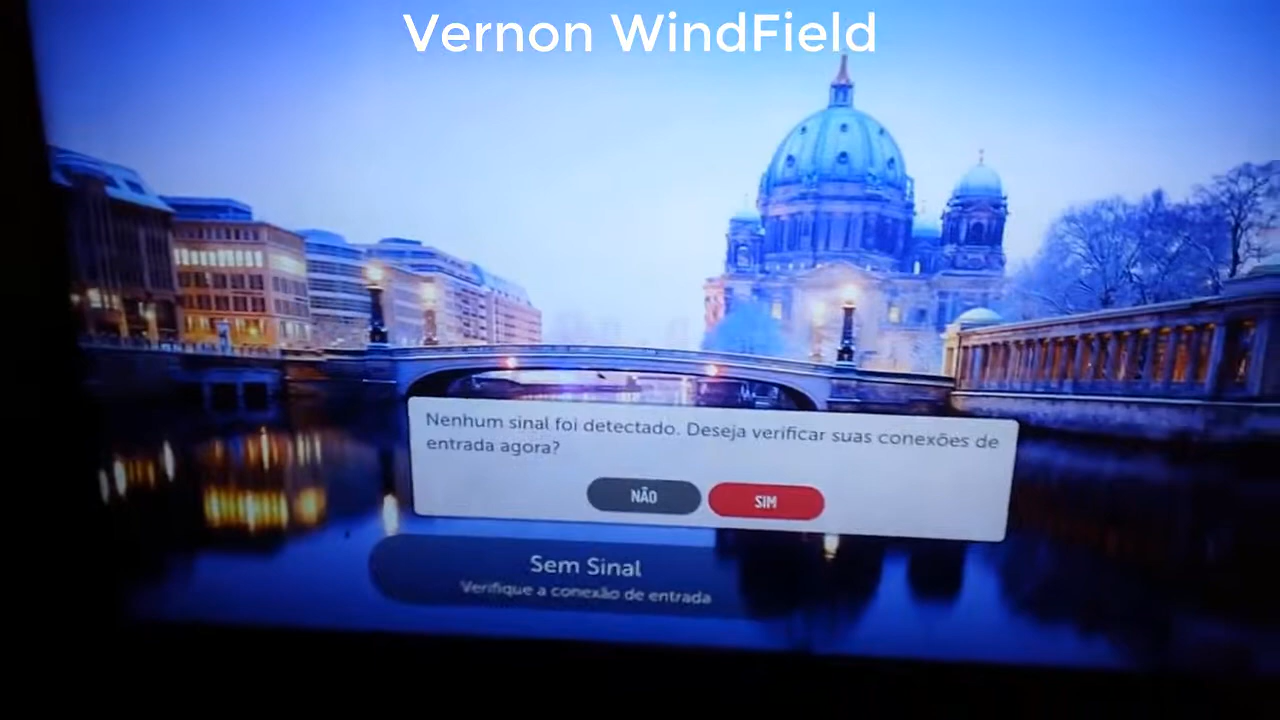 Vernon WindField
Nenhum sinal foi detectado. Deseja verificar suas conexões de
entrada agora?
NÃO
SIM
Sem Sinal
Verifique a conexão de entrada